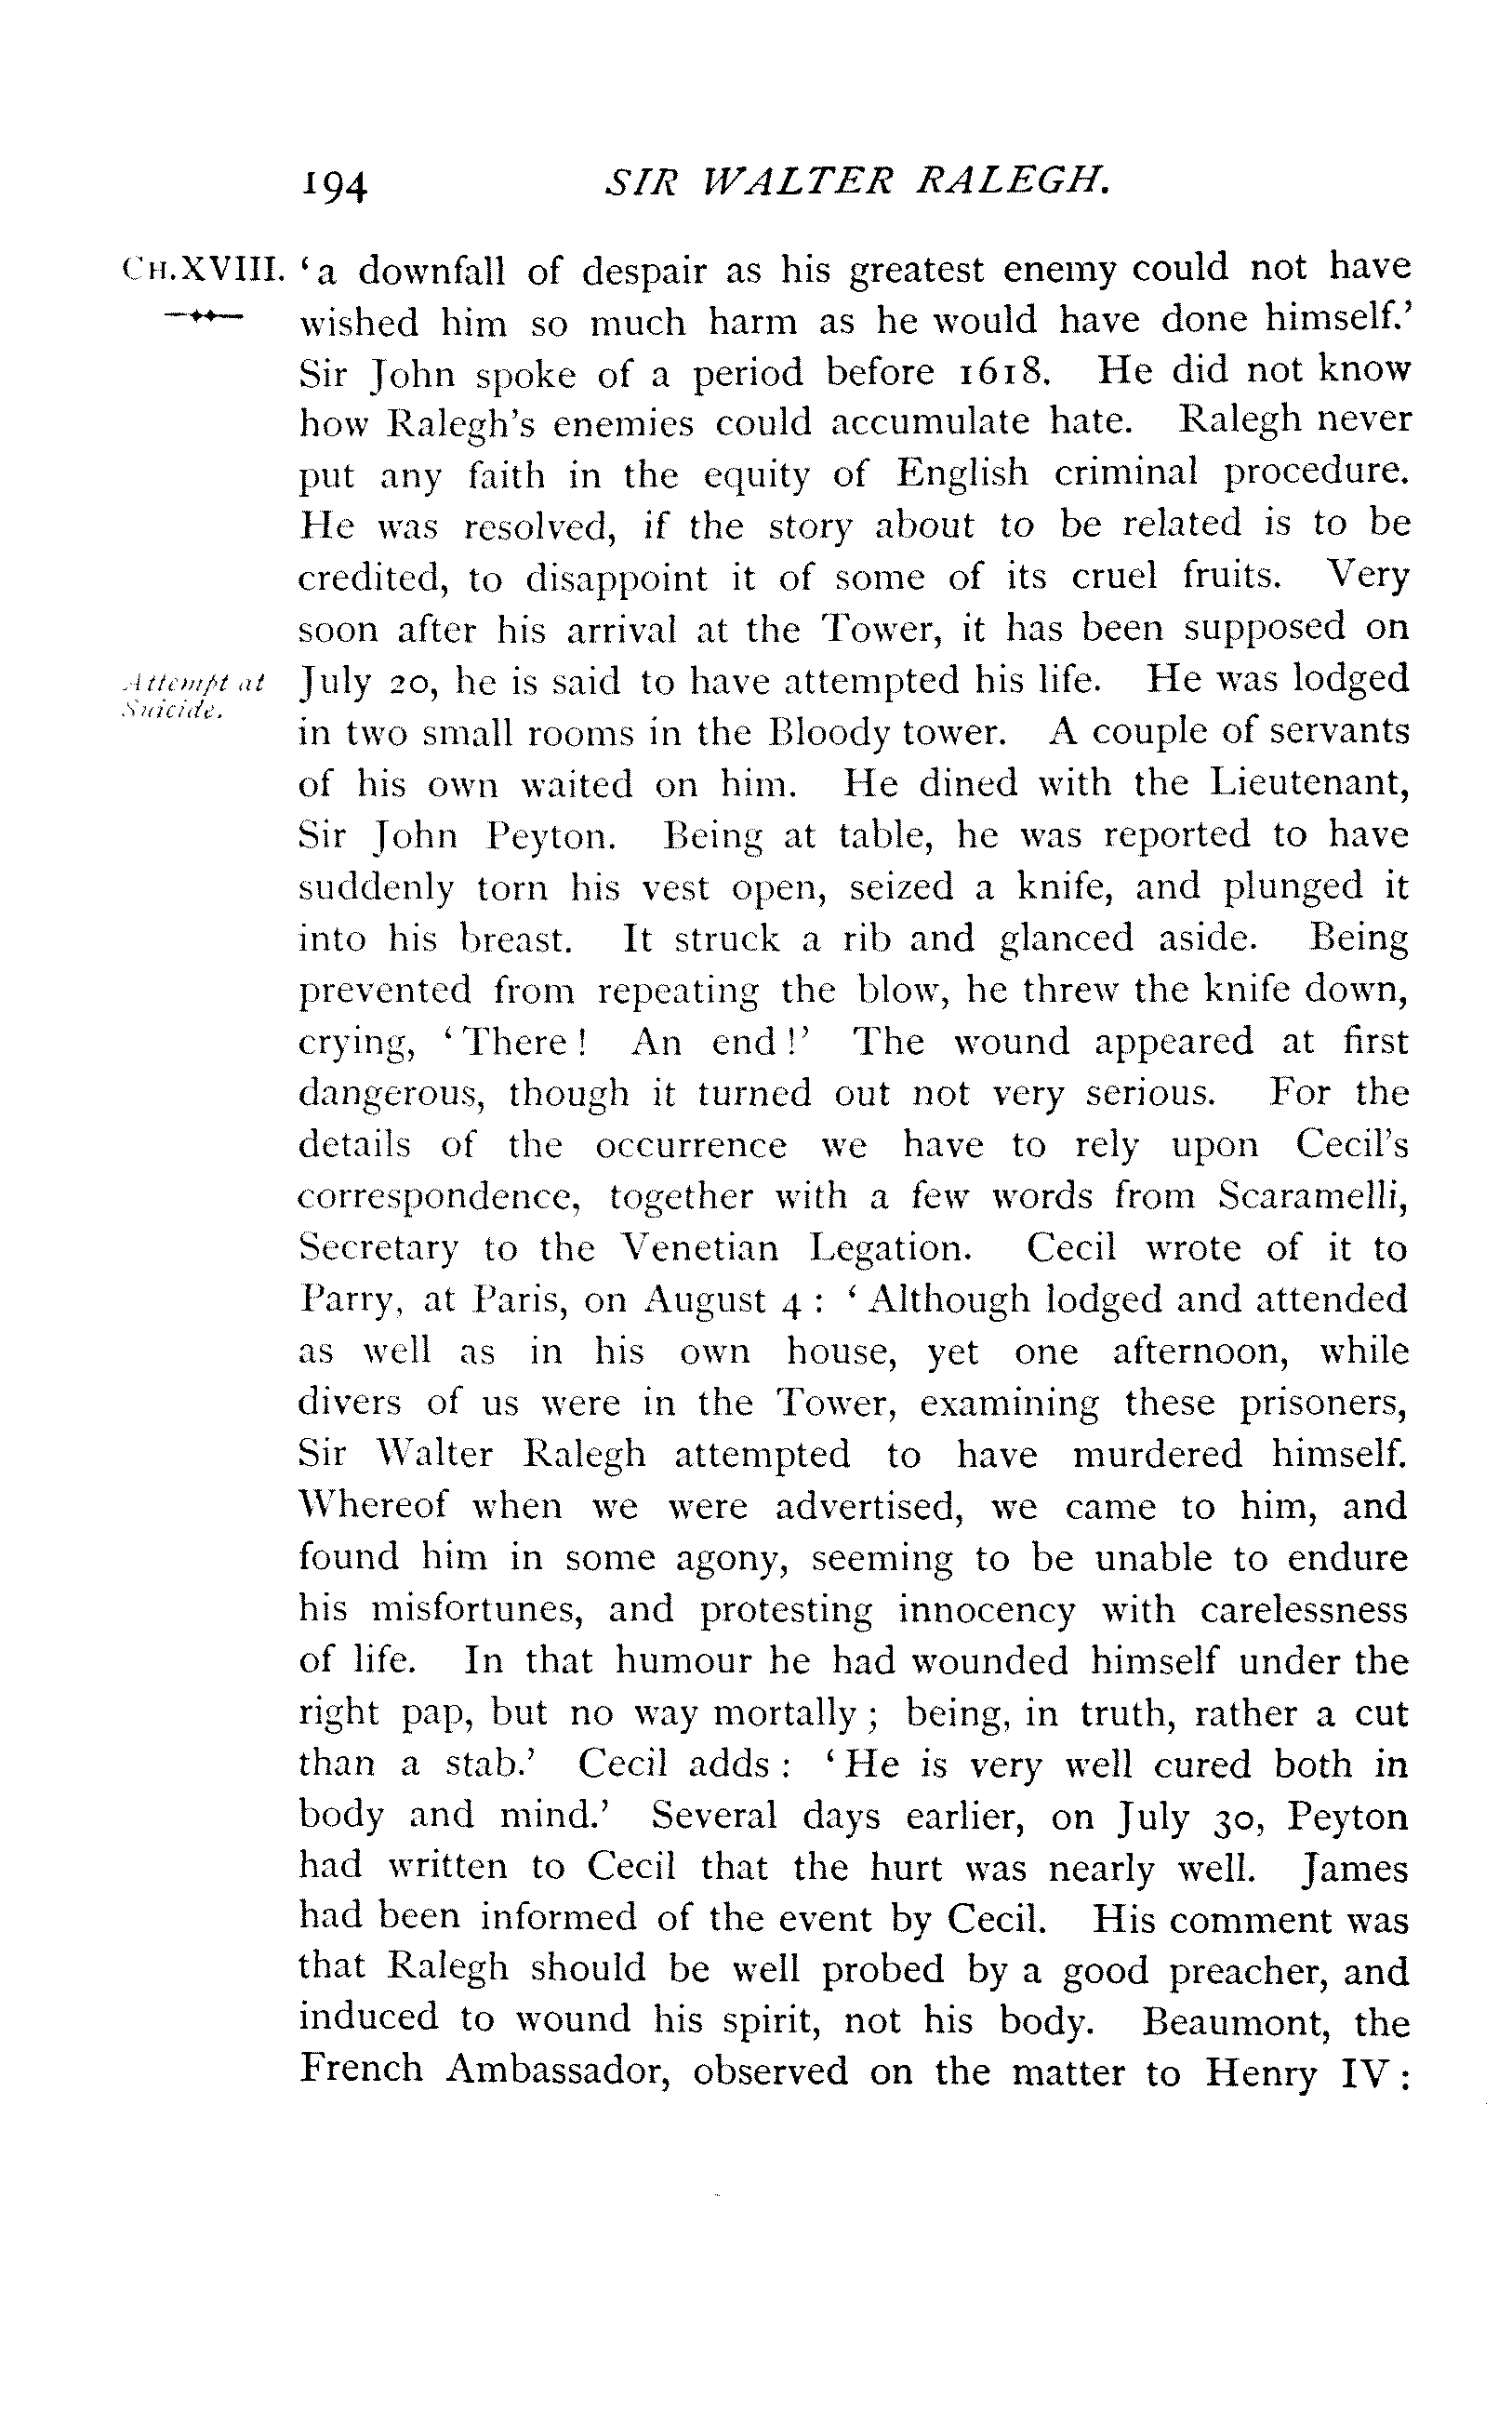 194 SIR WALTER RALEGH.
CH. XVIII. ‘a downfall of despair as his greatest enemy could not have
wished him so much harm as he would have done himself.’
Sir John spoke of a period before 1618. He did not know
how Ralegh's enemies could accumulate hate. Ralegh never
put any faith in the equity of English criminal procedure.
He was resolved, if the story about to be related is to be
credited, to disappoint it of some of its cruel fruits. Very
soon after his arrival at the Tower, it has been supposed on
Attempt at
Suicide.
July 20, he is said to have attempted his life. He was lodged
in two small rooms in the Bloody tower. A couple of servants
of his own waited on him. He dined with the Lieutenant,
Sir John Peyton. Being at table, he was reported to have
suddenly torn his vest open, seized a knife, and plunged it
into his breast. It struck a rib and glanced aside. Being
prevented from repeating the blow, he threw the knife down,
crying, ‘There! An end!’ The wound appeared at first
dangerous, though it turned out not very serious. For the
details of the occurrence we have to rely upon Cecil's
correspondence, together with a few words from Scaramelli,
Secretary to the Venetian Legation. Cecil wrote of it to
Parry, at Paris, on August 4: ‘Although lodged and attended
as well as in his own house, yet one afternoon, while
divers of us were in the Tower, examining these prisoners,
Sir Walter Ralegh attempted to have murdered himself.
Whereof when we were advertised, we came to him, and
found him in some agony, seeming to be unable to endure
his misfortunes, and protesting innocency with carelessness
of life. In that humour he had wounded himself under the
right pap, but no way mortally; being, in truth, rather a cut
than a stab.’ Cecil adds: ‘He is very well cured both in
body and mind.’ Several days earlier, on July 30, Peyton
had written to Cecil that the hurt was nearly well. James
had been informed of the event by Cecil. His comment was
that Ralegh should be well probed by a good preacher, and
induced to wound his spirit, not his body. Beaumont, the
French Ambassador, observed on the matter to Henry IV: